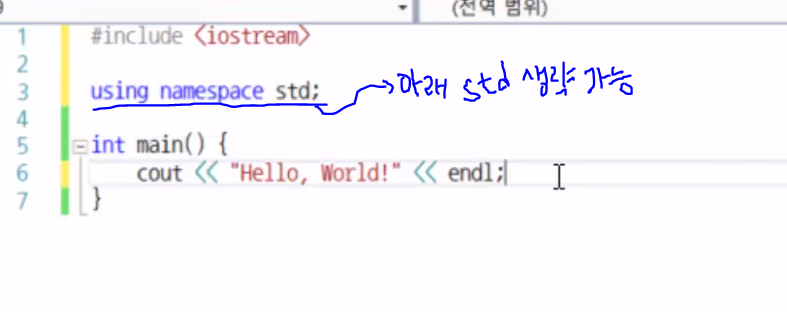 (전역 범위)
1 #include <iostream>
2
3 using namespace std; → 아래 std 생략 가능
4
5 int main() {
6 cout << "Hello, World!" << endl;
7 }